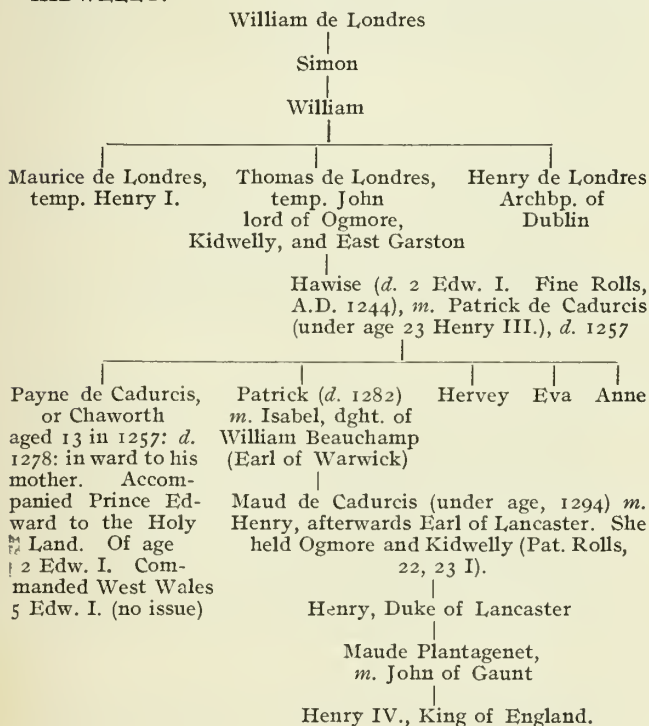 William de Londres
Simon
William
Maurice de Londres,
temp. Henry I.
Thomas de Londres,
temp. John
lord of Ogmore,
Kidwelly, and East Garston
Henry de Londres
Archbp. of
Dublin
Hawise (d. 2 Edw. I. Fine Rolls,
A.D. 1244), m. Patrick de Cadurcis
(under age 23 Henry III.), d. 1257
Payne de Cadurcis,
or Chaworth
aged 13 in 1257: d.
1278: in ward to his
mother. Accom-
panied Prince Ed-
ward to the Holy
Land. Of age
2 Edw. I. Com-
manded West Wales
5 Edw. I. (no issue)
Patrick (d. 1282)
m. Isabel, dght. of
William Beauchamp
(Earl of Warwick)
Hervey
Eva
Anne
Maud de Cadurcis (under age, 1294) m.
Henry, afterwards Earl of Lancaster. She
held Ogmore and Kidwelly (Pat. Rolls,
22, 23 I).
Henry, Duke of Lancaster
Maude Plantagenet,
m. John of Gaunt
Henry IV., King of England.